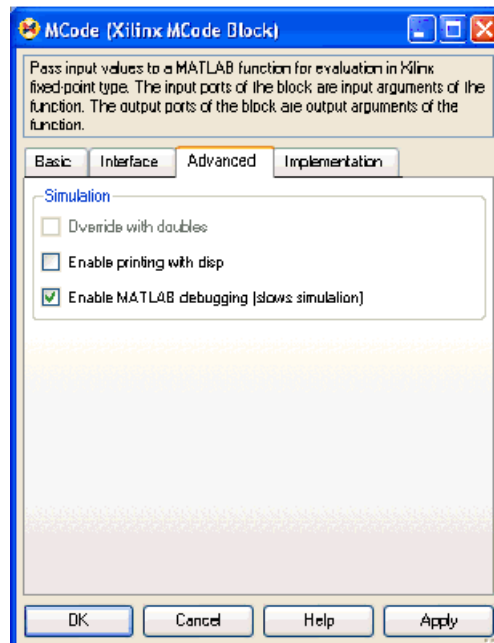 MCode (Xilinx MCode Block)
Pass input values to a MATLAB function for evaluation in Xilinx
fixed-point type. The input ports of the block are input arguments of the
function. The output ports of the block are output arguments of the
function.
Basic Interface Advanced Implementation
Simulation
Override with doubles
Enable printing with disp
Enable MATLAB debugging (slows simulation)
OK Cancel Help Apply